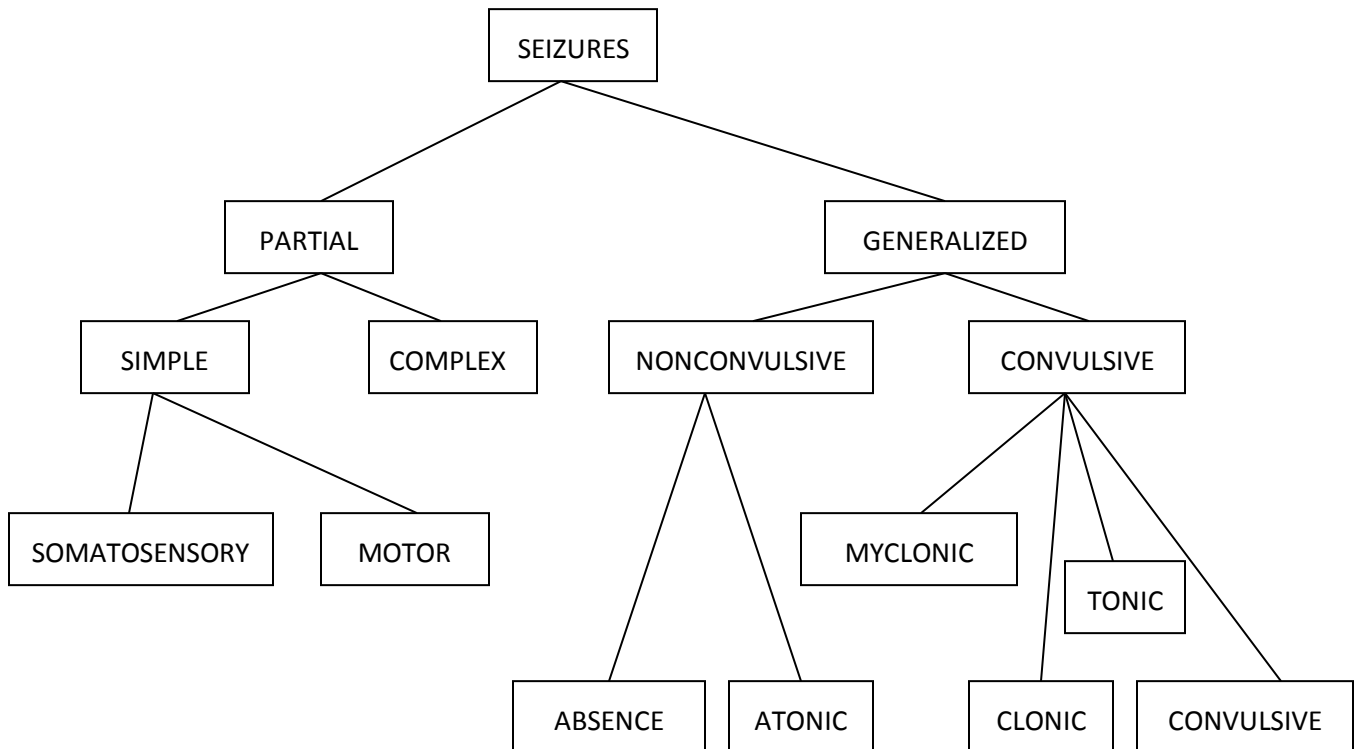 SEIZURES
PARTIAL
GENERALIZED
SIMPLE
COMPLEX
NONCONVULSIVE
CONVULSIVE
SOMATOSENSORY
MOTOR
MYCLONIC
TONIC
ABSENCE
ATONIC
CLONIC
CONVULSIVE